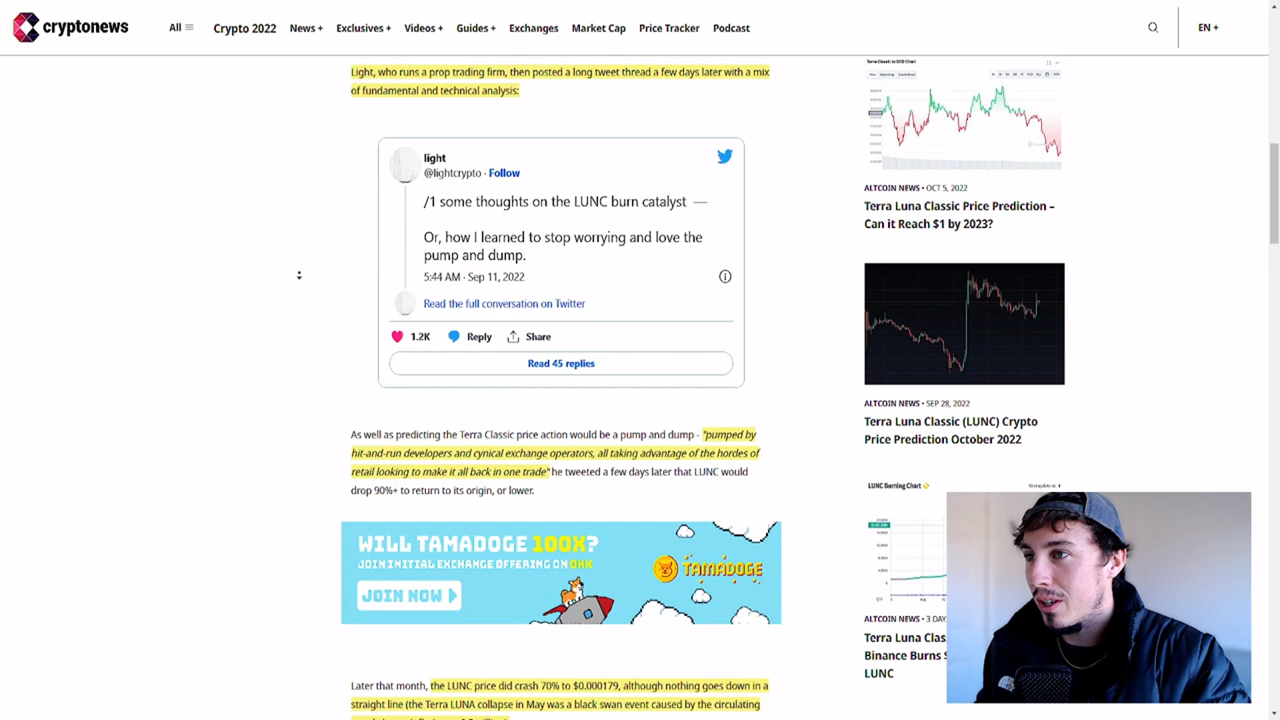 cryptonews
All
Crypto 2022
News +
Exclusives +
Videos +
Guides +
Exchanges
Market Cap
Price Tracker
Podcast
EN +
Light, who runs a prop trading firm, then posted a long tweet thread a few days later with a mix
of fundamental and technical analysis:
light
@lightcrypto · Follow
/1 some thoughts on the LUNC burn catalyst —
Or, how I learned to stop worrying and love the
pump and dump.
5:44 AM · Sep 11, 2022
Read the full conversation on Twitter
1.2K
Reply
Share
Read 45 replies
As well as predicting the Terra Classic price action would be a pump and dump - "pumped by
hit-and-run developers and cynical exchange operators, all taking advantage of the hordes of
retail looking to make it all back in one trade" he tweeted a few days later that LUNC would
drop 90%+ to return to its origin, or lower.
WILL TAMADOGE 100X?
JOIN INITIAL EXCHANGE OFFERING ON OKX
JOIN NOW
TAMADOGE
Later that month, the LUNC price did crash 70% to $0.000179, although nothing goes down in a
straight line (the Terra LUNA collapse in May was a black swan event caused by the circulating
Terra Classic to USD Chart
ALTCOIN NEWS • OCT 5, 2022
Terra Luna Classic Price Prediction –
Can it Reach $1 by 2023?
ALTCOIN NEWS • SEP 28, 2022
Terra Luna Classic (LUNC) Crypto
Price Prediction October 2022
LUNC Burning Chart
ALTCOIN NEWS • 3 DAY
Terra Luna Clas
Binance Burns $
LUNC